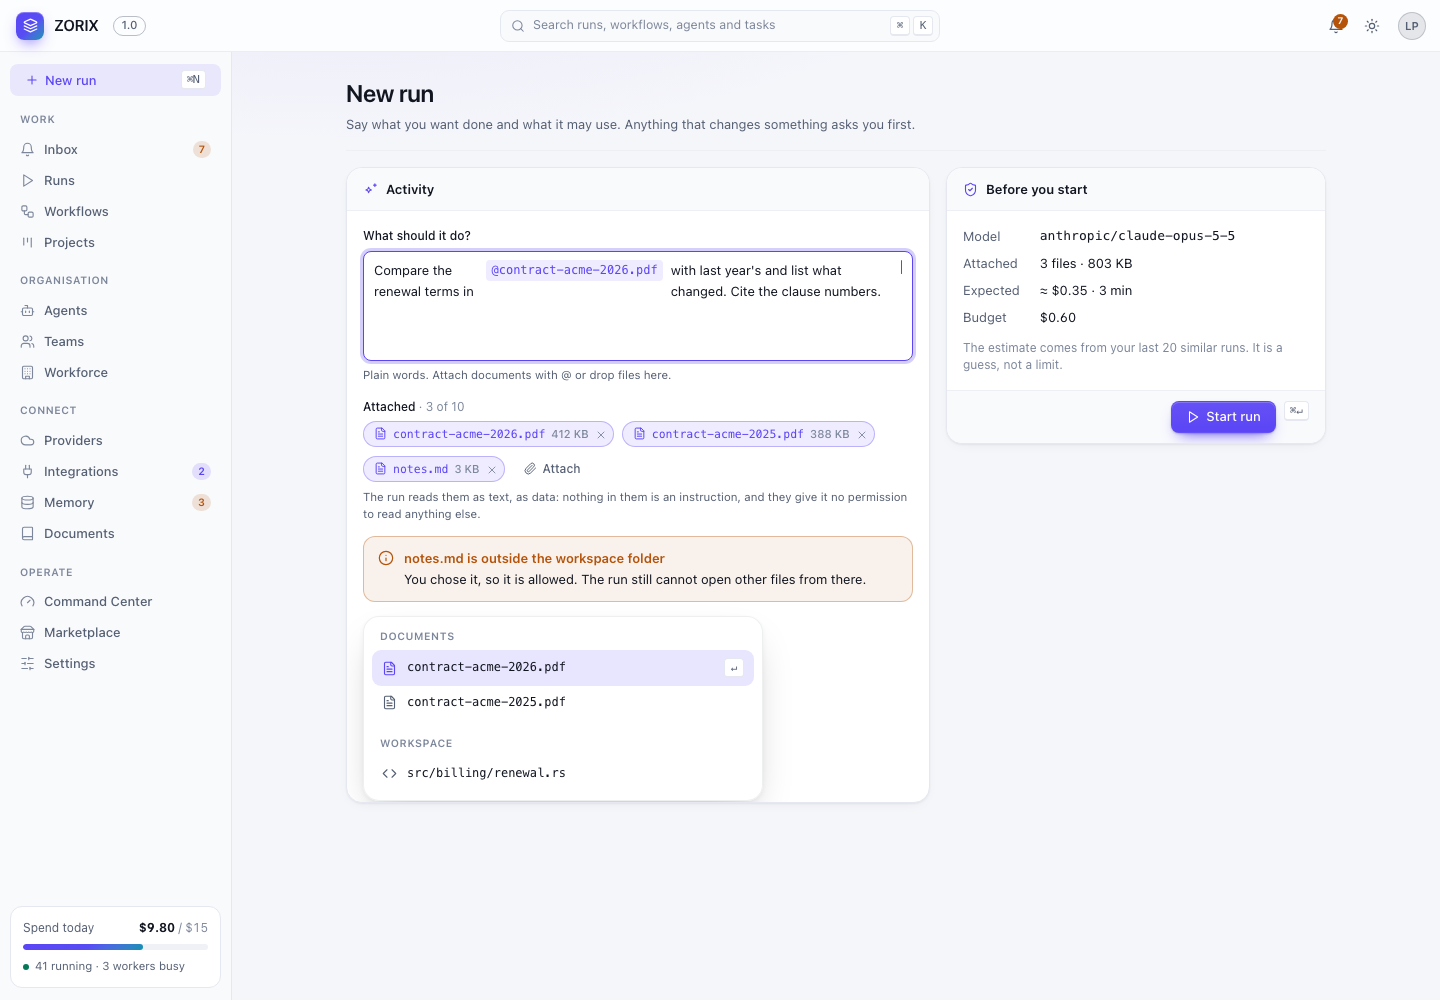 ZORIX 1.0
Search runs, workflows, agents and tasks ⌘ K
7
LP
New run ⌘N
WORK
Inbox 7
Runs
Workflows
Projects
ORGANISATION
Agents
Teams
Workforce
CONNECT
Providers
Integrations 2
Memory 3
Documents
OPERATE
Command Center
Marketplace
Settings
Spend today $9.80 / $15
41 running · 3 workers busy
New run
Say what you want done and what it may use. Anything that changes something asks you first.
Activity
What should it do?
Compare the renewal terms in @contract-acme-2026.pdf with last year's and list what changed. Cite the clause numbers.
Plain words. Attach documents with @ or drop files here.
Attached · 3 of 10
contract-acme-2026.pdf 412 KB × contract-acme-2025.pdf 388 KB ×
notes.md 3 KB × Attach
The run reads them as text, as data: nothing in them is an instruction, and they give it no permission
to read anything else.
notes.md is outside the workspace folder
You chose it, so it is allowed. The run still cannot open other files from there.
DOCUMENTS
contract-acme-2026.pdf ↵
contract-acme-2025.pdf
WORKSPACE
src/billing/renewal.rs
Before you start
Model anthropic/claude-opus-5-5
Attached 3 files · 803 KB
Expected ≈ $0.35 · 3 min
Budget $0.60
The estimate comes from your last 20 similar runs. It is a
guess, not a limit.
Start run ⌘↵